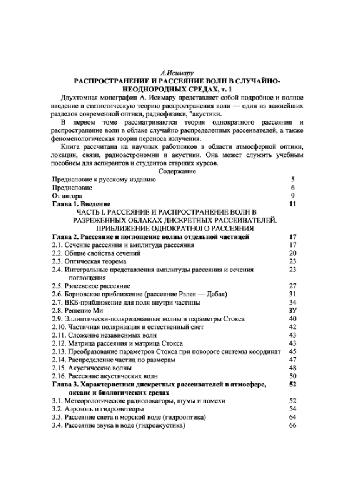 А.Исимару
РАСПРОСТРАНЕНИЕ И РАССЕЯНИЕ ВОЛН В СЛУЧАЙНО-
НЕОДНОРОДНЫХ СРЕДАХ, т. 1
Двухтомная монография А. Исимару представляет собой подробное и полное
введение в статистическую теорию распространения волн — один из важнейших
разделов современной оптики, радиофизики, "акустики.
В первом томе рассматриваются теория однократного рассеяния и
распространение волн в облаке случайно распределенных рассеивателей, а также
феноменологическая теория переноса излучения.
Книга рассчитана на научных работников в области атмосферной оптики,
локации, связи, радиоастрономии и акустики. Она может служить учебным
пособием для аспирантов и студентов старших курсов.
Содержание
Предисловие к русскому изданию 5
Предисловие 6
От автора 9
Глава 1. Введение 11
ЧАСТЬ I. РАССЕЯНИЕ И РАСПРОСТРАНЕНИЕ ВОЛН В
РАЗРЕЖЕННЫХ ОБЛАКАХ ДИСКРЕТНЫХ РАССЕИВАТЕЛЕЙ.
ПРИБЛИЖЕНИЕ ОДНОКРАТНОГО РАССЕЯНИЯ
Глава 2. Рассеяние и поглощение волны отдельной частицей 17
2.1. Сечение рассеяния и амплитуда рассеяния 17
2.2. Общие свойства сечений 20
2.3. Оптическая теорема 23
2.4. Интегральные представления амплитуды рассеяния и сечения 23
поглощения
2.5. Рэлеевское рассеяние 27
2.6. Борновское приближение (рассеяние Рэлея — Дебая) 31
2.7. ВКБ-приближение для поля внутри частицы 34
2.8. Решение Ми ЗУ
2.9. Эллиптически-поляризованные волны и параметры Стокса 40
2.10. Частичная поляризация и естественный свет 42
2.11. Сложение независимых волн 43
2.12. Матрица рассеяния и матрица Стокса 43
2.13. Преобразование параметров Стокса при повороте системы координат 45
2.14. Распределение частиц по размерам 47
2.15. Акустические волны 48
2.16. Рассеяние акустических волн 50
Глава 3. Характеристики дискретных рассеивателей в атмосфере, 52
океане и биологических средах
3.1. Метеорологические радиолокаторы, шумы и помехи 52
3.2. Аэрозоль и гидрометеоры 54
3.3. Рассеяние света в морской воде (гидрооптика) 64
3.4. Рассеяние звука в воде (гидроакустика) 66